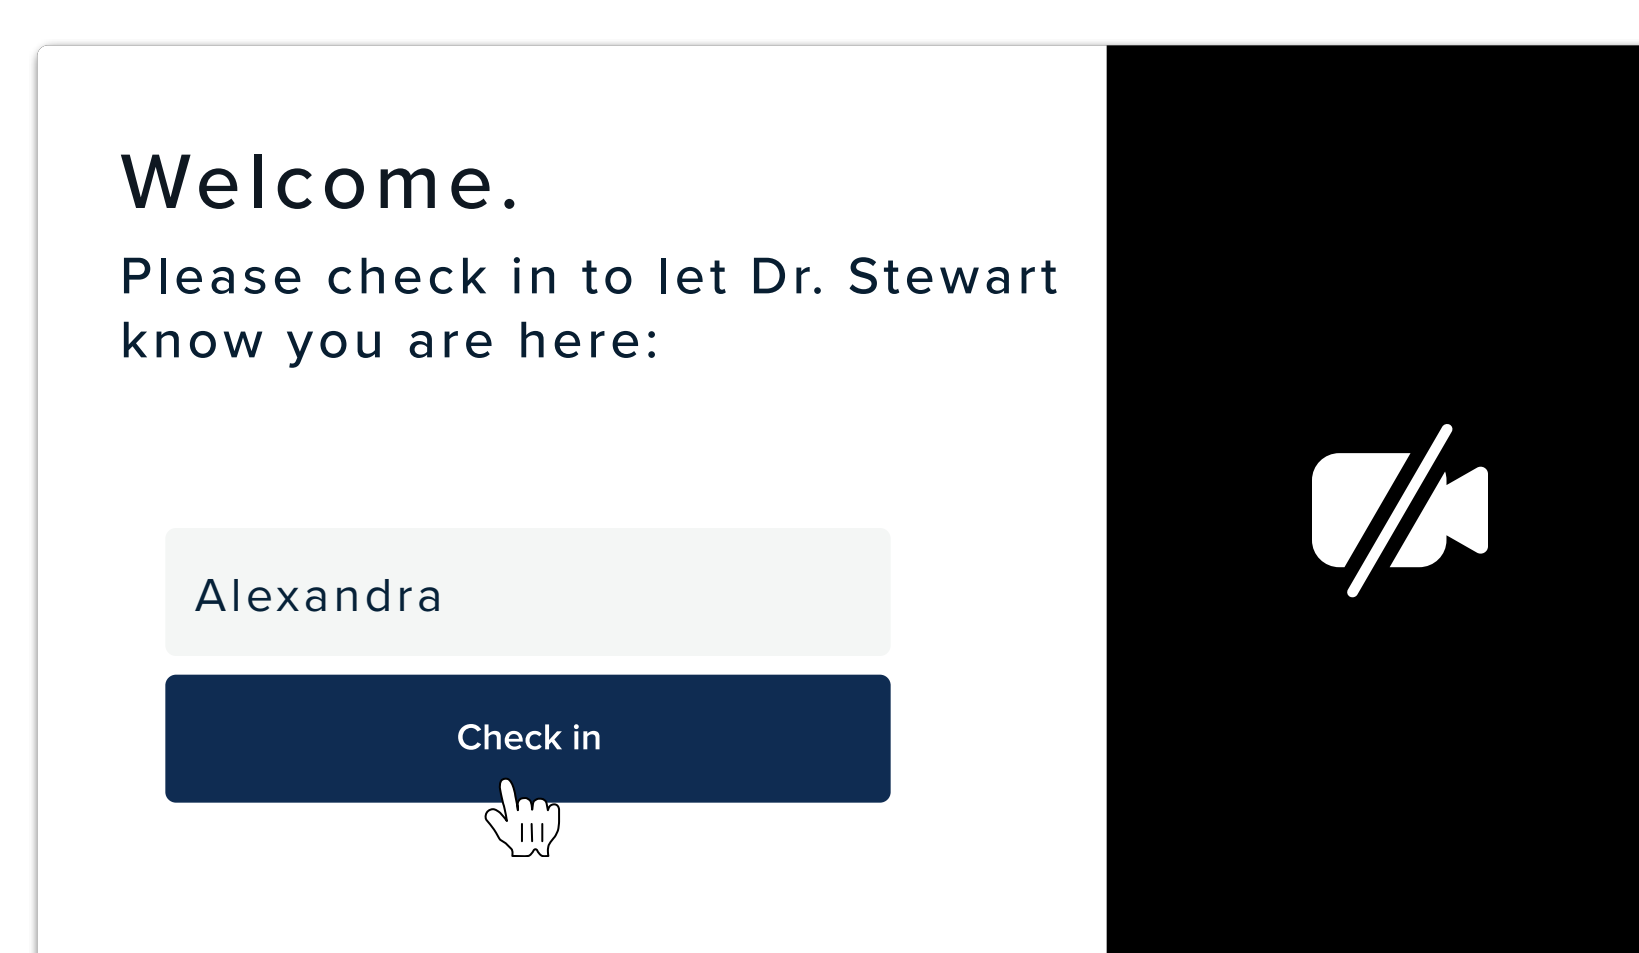 Welcome.
Please check in to let Dr. Stewart
know you are here:
Alexandra
Check in